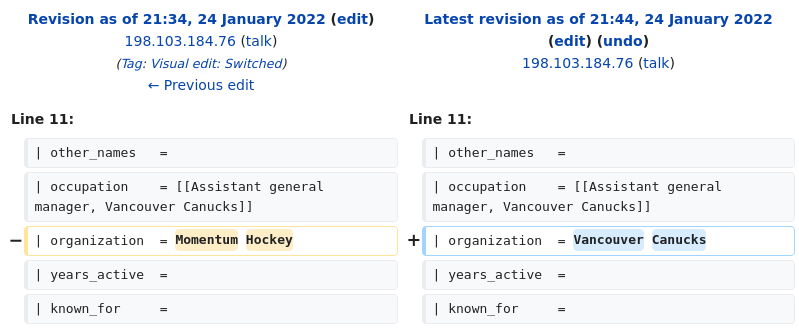 Revision as of 21:34, 24 January 2022 (edit)
198.103.184.76 (talk)
(Tag: Visual edit: Switched)
← Previous edit
Latest revision as of 21:44, 24 January 2022
(edit) (undo)
198.103.184.76 (talk)
Line 11:
Line 11:
| other_names   =
| other_names   =
| occupation    = [[Assistant general
manager, Vancouver Canucks]]
| occupation    = [[Assistant general
manager, Vancouver Canucks]]
− | organization  = Momentum Hockey
+ | organization  = Vancouver Canucks
| years_active  =
| years_active  =
| known_for     =
| known_for     =